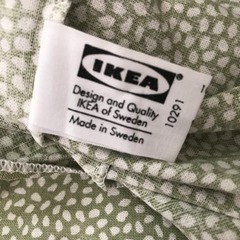 IKEA
Design and Quality
IKEA of Sweden
Made in Sweden
10291